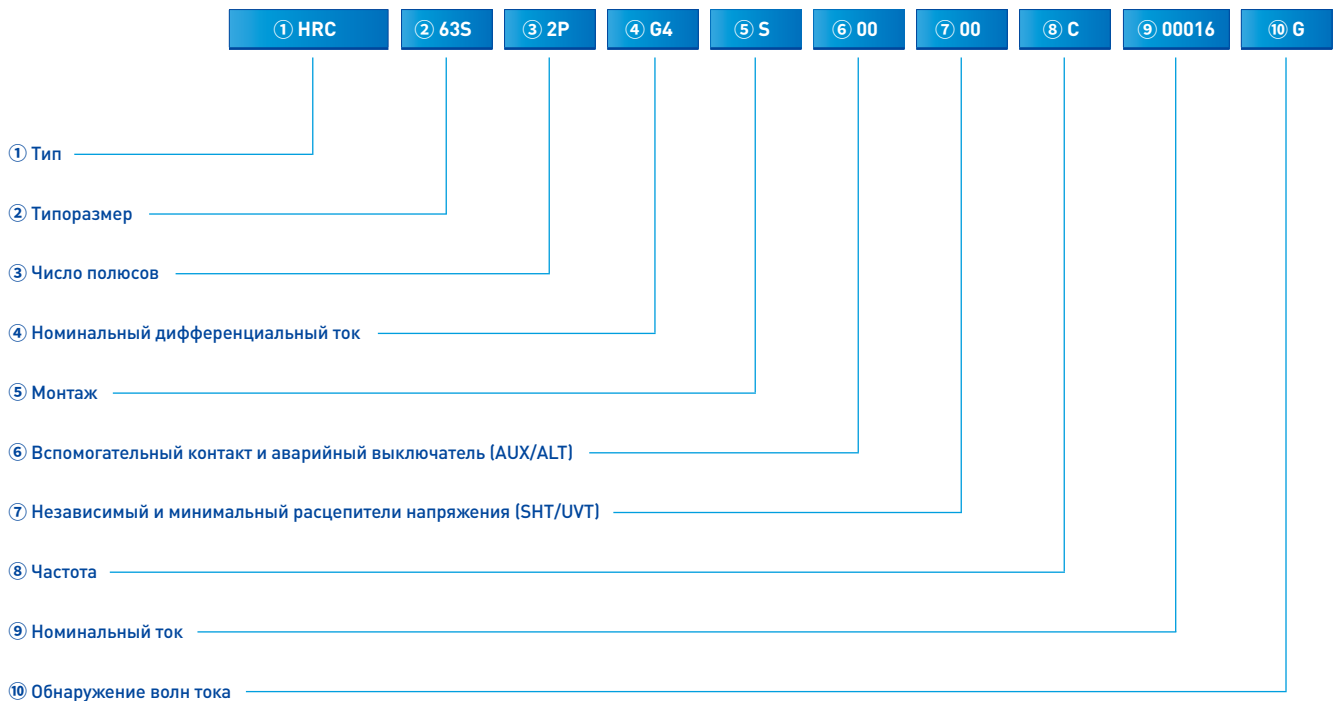 ① HRC ② 63S ③ 2P ④ G4 ⑤ S ⑥ 00 ⑦ 00 ⑧ C ⑨ 00016 ⑩ G
① Тип
② Типоразмер
③ Число полюсов
④ Номинальный дифференциальный ток
⑤ Монтаж
⑥ Вспомогательный контакт и аварийный выключатель (AUX/ALT)
⑦ Независимый и минимальный расцепители напряжения (SHT/UVT)
⑧ Частота
⑨ Номинальный ток
⑩ Обнаружение волн тока